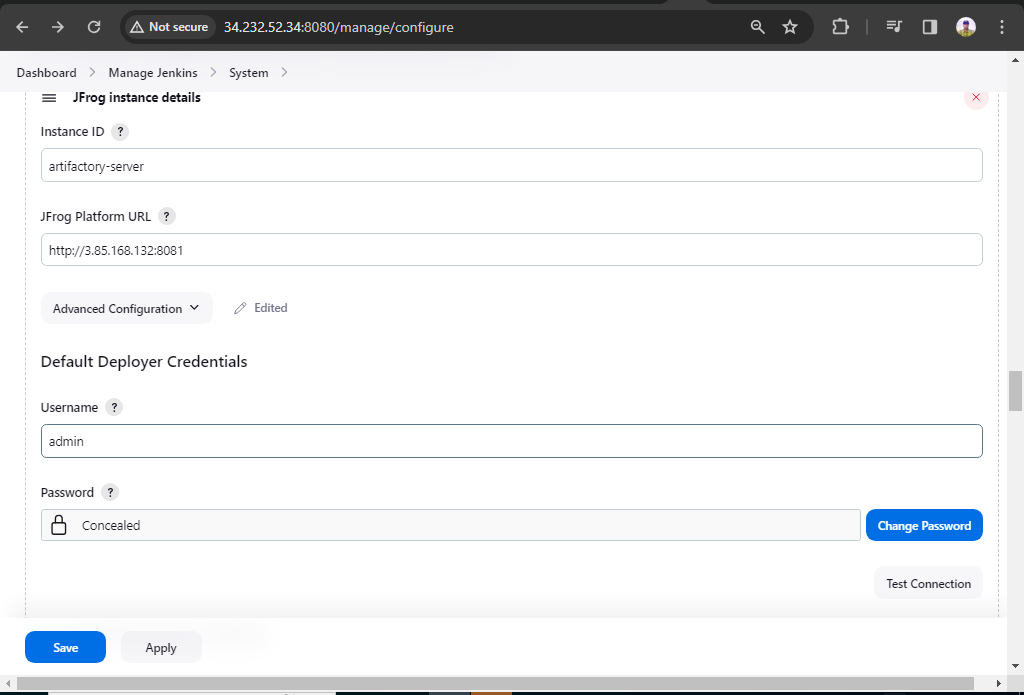 Not secure 34.232.52.34:8080/manage/configure
Dashboard Manage Jenkins System
JFrog instance details
Instance ID ?
artifactory-server
JFrog Platform URL ?
http://3.85.168.132:8081
Advanced Configuration Edited
Default Deployer Credentials
Username ?
admin
Password ?
Concealed Change Password
Test Connection
Save Apply